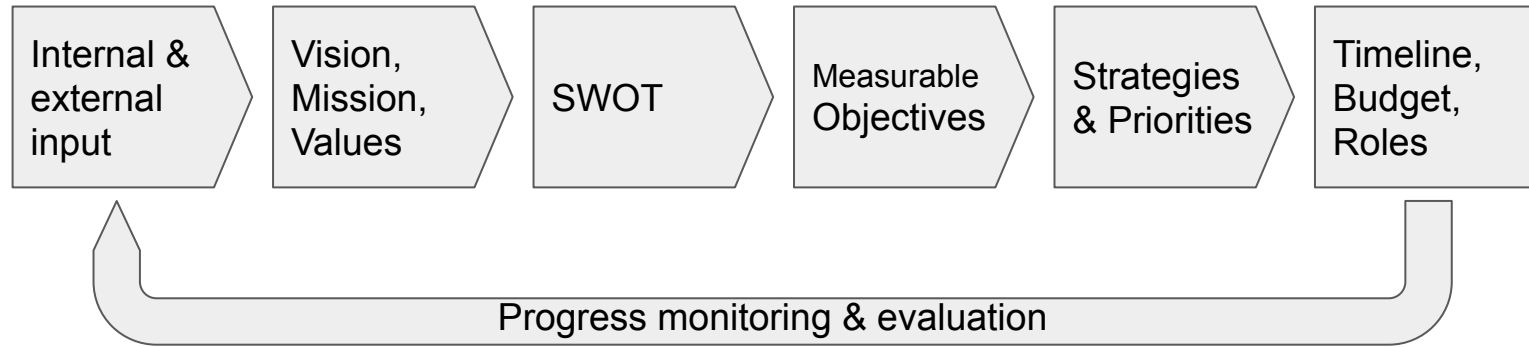 Internal &
external
input
Vision,
Mission,
Values
SWOT
Measurable
Objectives
Strategies
& Priorities
Timeline,
Budget,
Roles
Progress monitoring & evaluation